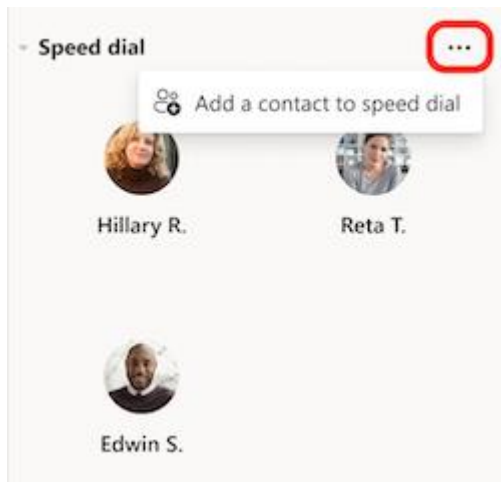 Speed dial
Add a contact to speed dial
Hillary R.
Reta T.
Edwin S.